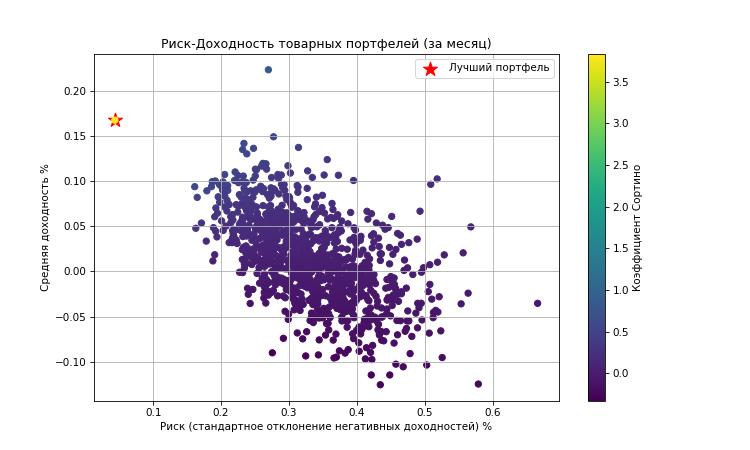 Риск-Доходность товарных портфелей (за месяц)
Лучший портфель
Средняя доходность %
0.20
0.15
0.10
0.05
0.00
−0.05
−0.10
0.1 0.2 0.3 0.4 0.5 0.6
Риск (стандартное отклонение негативных доходностей) %
3.5
3.0
2.5
2.0
1.5
1.0
0.5
0.0
Коэффициент Сортино